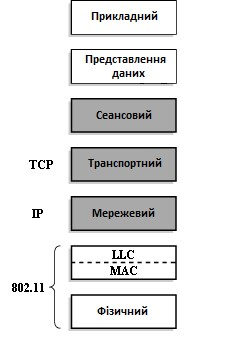 Прикладний
Представлення
даних
Сеансовий
TCP Транспортний
IP Мережевий
LLC
MAC
802.11
Фізичний